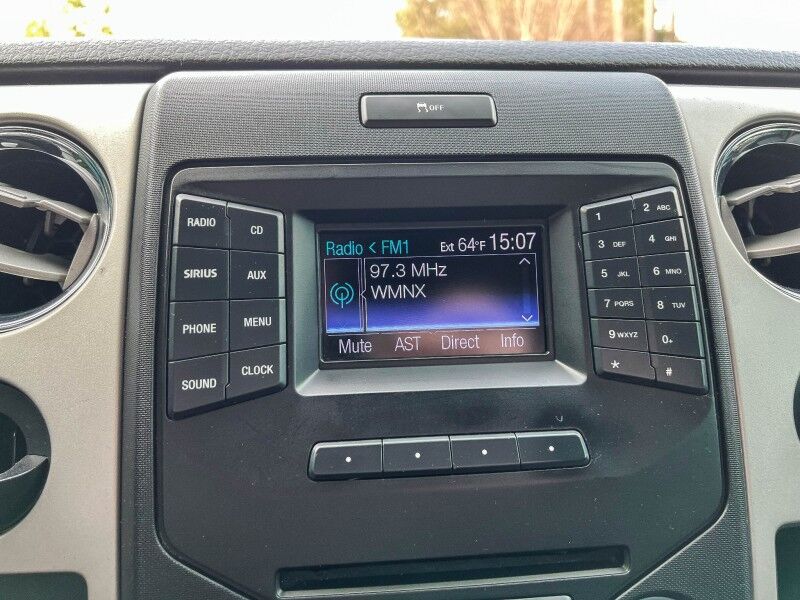 OFF
RADIO CD
SIRIUS AUX
PHONE MENU
SOUND CLOCK
Radio < FM1 Ext 64°F 15:07
97.3 MHz
WMNX
Mute AST Direct Info
1 2 ABC
3 DEF 4 GHI
5 JKL 6 MNO
7 PQRS 8 TUV
9 WXYZ 0+
* #